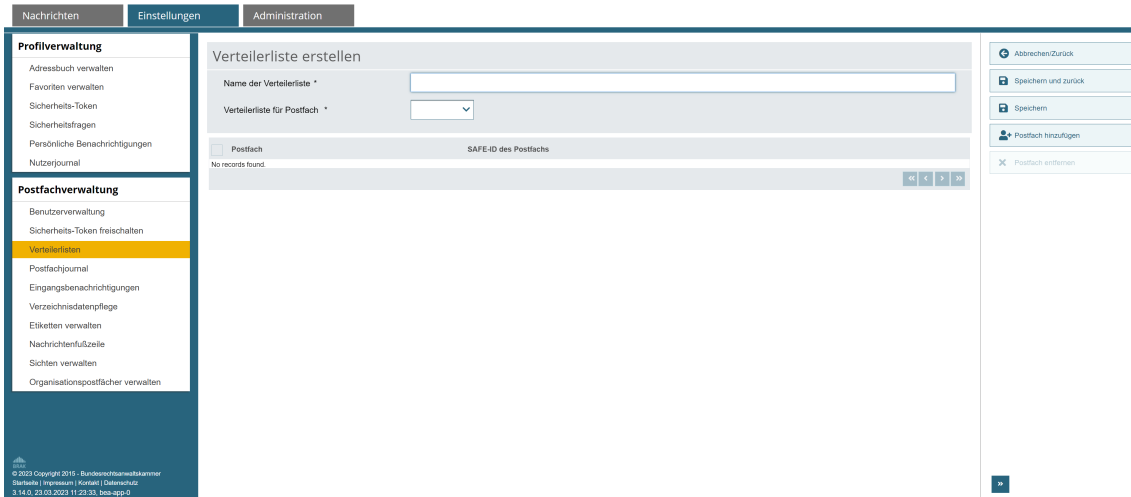 Nachrichten
Einstellungen
Administration
Profilverwaltung
Adressbuch verwalten
Favoriten verwalten
Sicherheits-Token
Sicherheitsfragen
Persönliche Benachrichtigungen
Nutzerjournal
Postfachverwaltung
Benutzerverwaltung
Sicherheits-Token freischalten
Verteilerlisten
Postfachjournal
Eingangsbenachrichtigungen
Verzeichnisdatenpflege
Etiketten verwalten
Nachrichtenfußzeile
Sichten verwalten
Organisationspostfächer verwalten
BRAK
© 2023 Copyright 2015 - Bundesrechtsanwaltskammer
Startseite | Impressum | Kontakt | Datenschutz
3.14.0, 23.03.2023 11:23:33, bea-app-0
Verteilerliste erstellen
Name der Verteilerliste *
Verteilerliste für Postfach *
Postfach SAFE-ID des Postfachs
No records found.
Abbrechen/Zurück
Speichern und zurück
Speichern
Postfach hinzufügen
Postfach entfernen